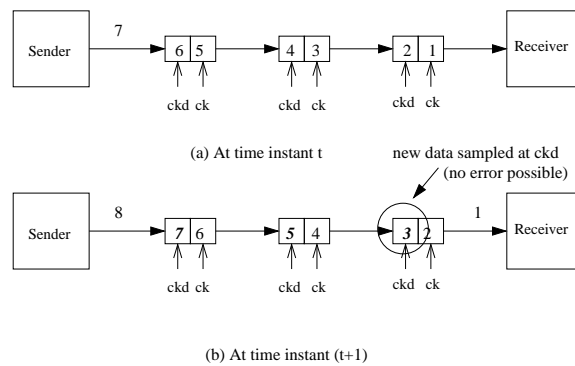 7
Sender
6 5
4 3
2 1
Receiver
ckd ck
ckd ck
ckd ck
(a) At time instant t
new data sampled at ckd
(no error possible)
8
1
Sender
7 6
5 4
3 2
Receiver
ckd ck
ckd ck
ckd ck
(b) At time instant (t+1)